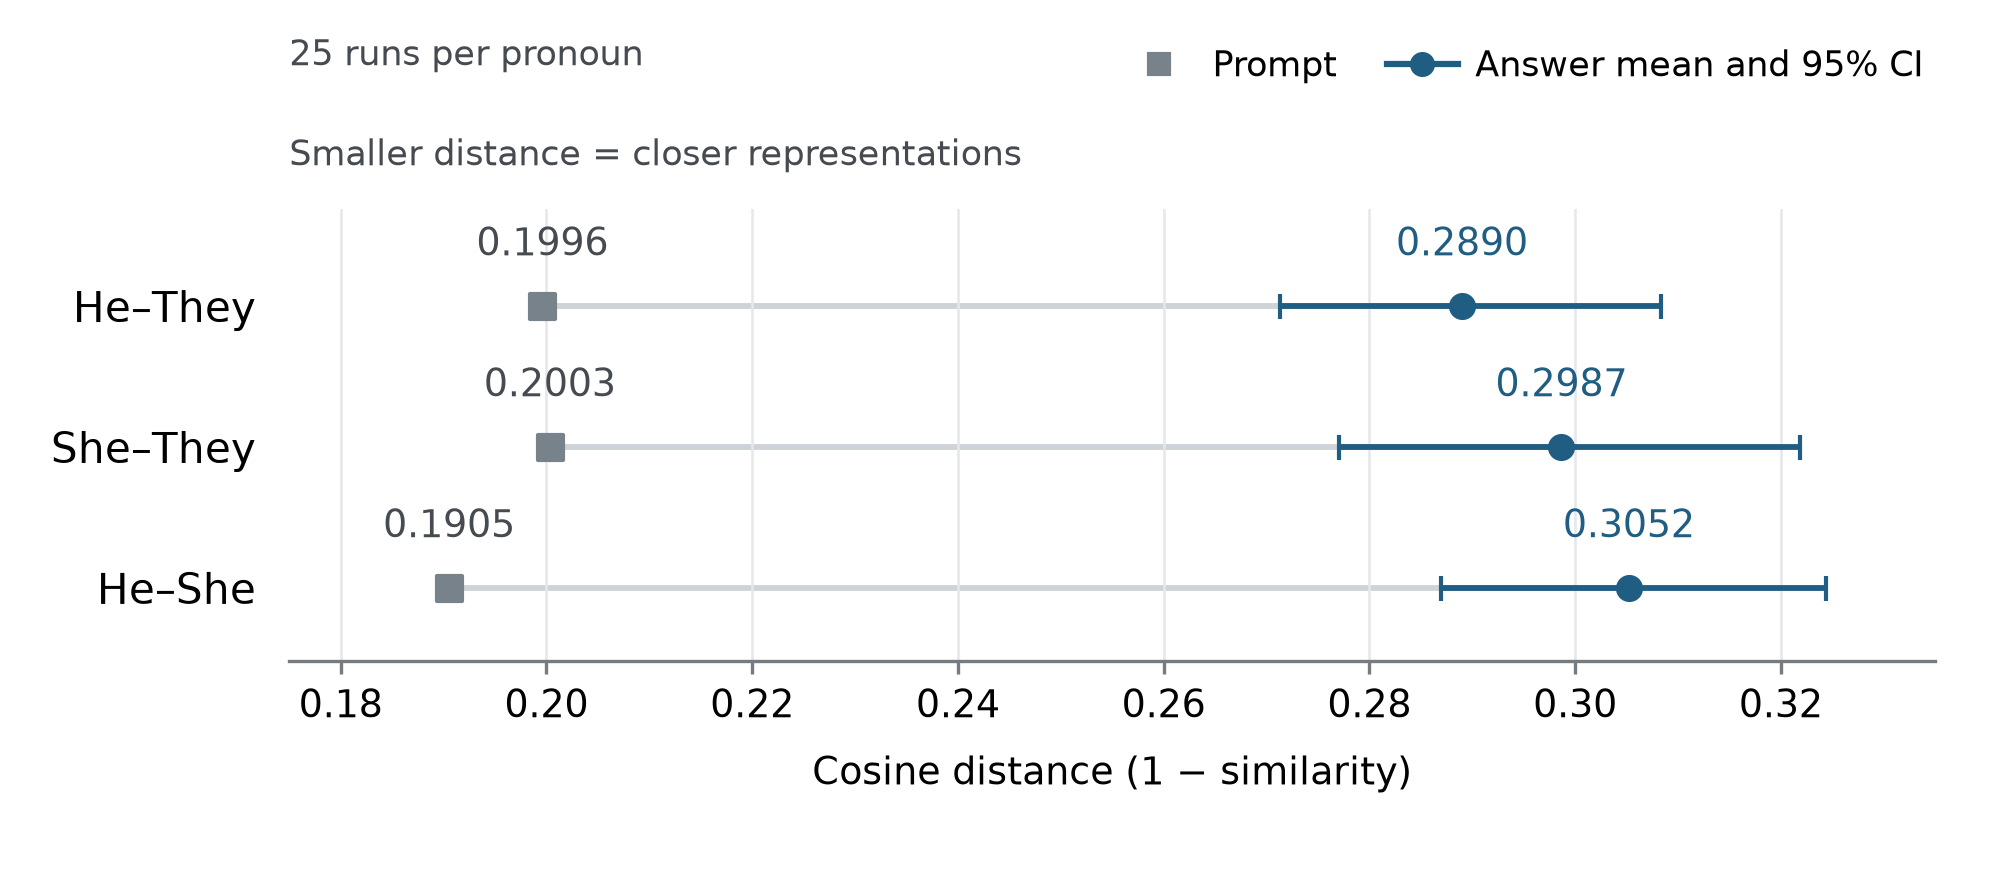 25 runs per pronoun
Prompt
Answer mean and 95% CI
Smaller distance = closer representations
0.1996
0.2890
He–They
0.2003
0.2987
She–They
0.1905
0.3052
He–She
0.18 0.20 0.22 0.24 0.26 0.28 0.30 0.32
Cosine distance (1 − similarity)